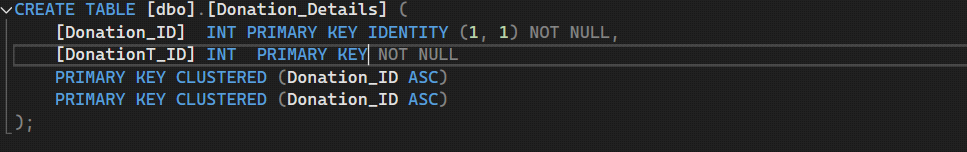 CREATE TABLE [dbo].[Donation_Details] (
    [Donation_ID]  INT PRIMARY KEY IDENTITY (1, 1) NOT NULL,
    [DonationT_ID] INT  PRIMARY KEY NOT NULL
    PRIMARY KEY CLUSTERED (Donation_ID ASC)
    PRIMARY KEY CLUSTERED (Donation_ID ASC)
);